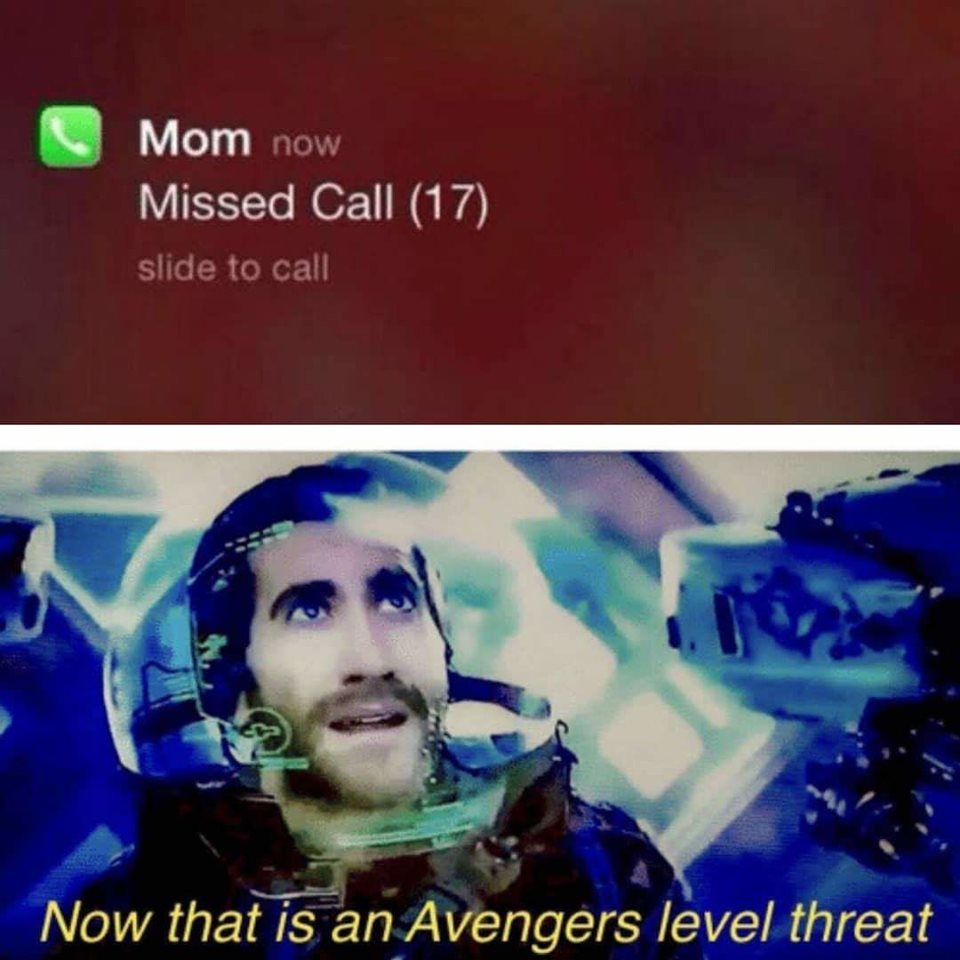 Mom now
Missed Call (17)
slide to call
Now that is an Avengers level threat